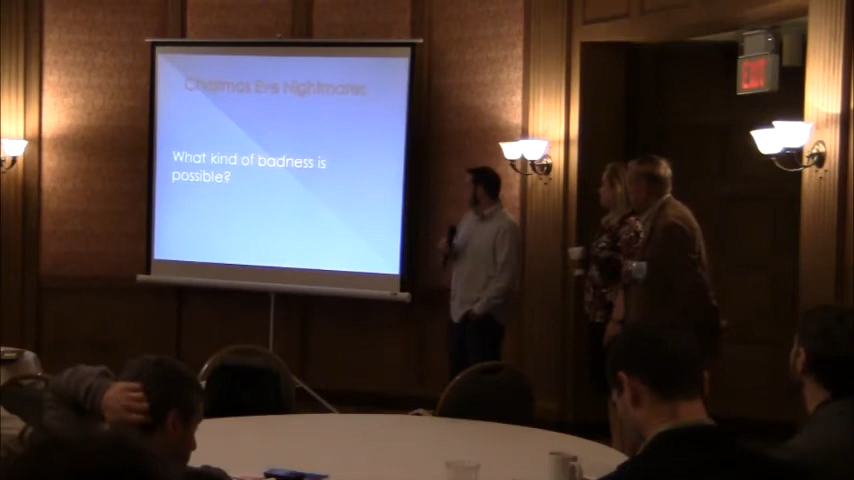 Christmas Eve Nightmares
What kind of badness is
possible?
EXIT